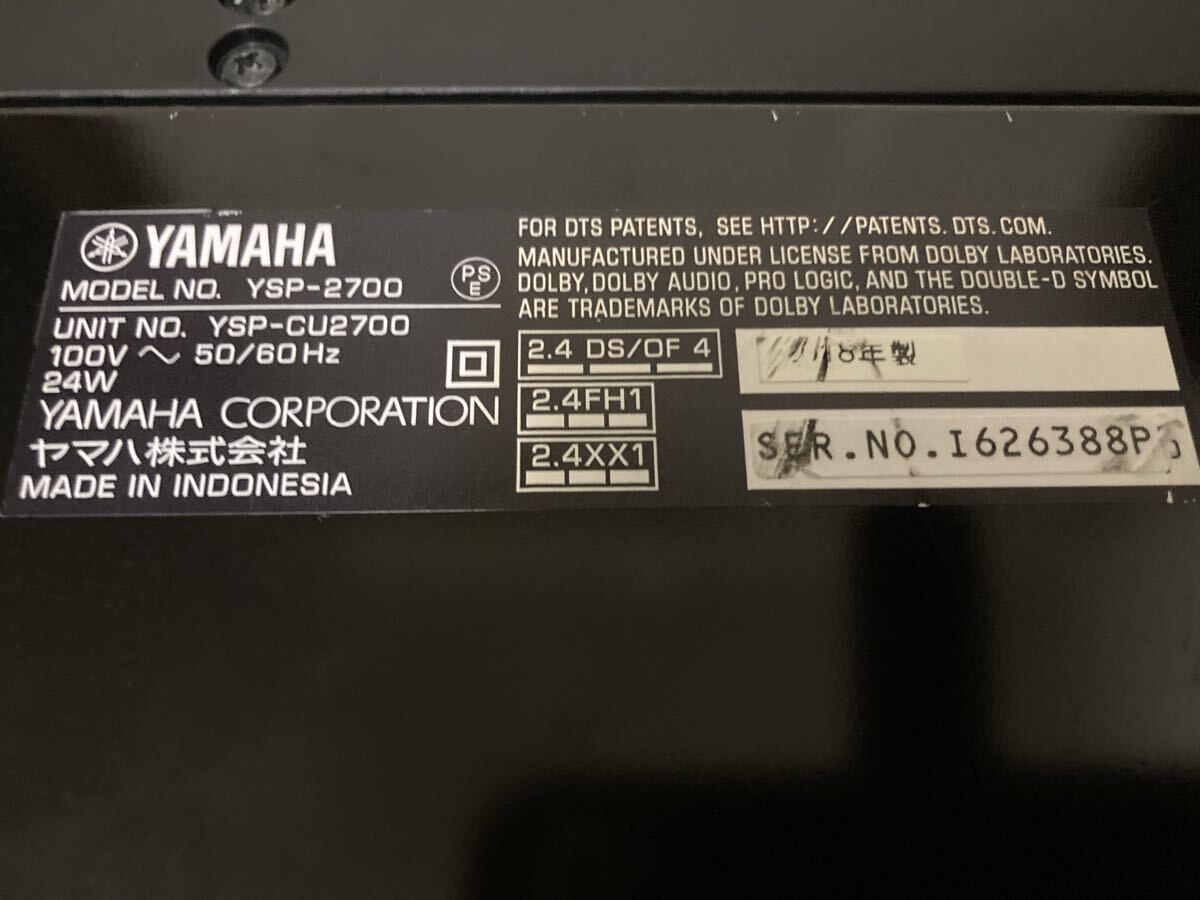 YAMAHA
MODEL NO. YSP-2700
PS
E
UNIT NO. YSP-CU2700
100V ～ 50/60Hz
24W
YAMAHA CORPORATION
ヤマハ株式会社
MADE IN INDONESIA
FOR DTS PATENTS, SEE HTTP://PATENTS.DTS.COM.
MANUFACTURED UNDER LICENSE FROM DOLBY LABORATORIES.
DOLBY, DOLBY AUDIO, PRO LOGIC, AND THE DOUBLE-D SYMBOL
ARE TRADEMARKS OF DOLBY LABORATORIES.
2.4 DS/OF 4
2.4FH1
2.4XX1
年製
SER.NO.